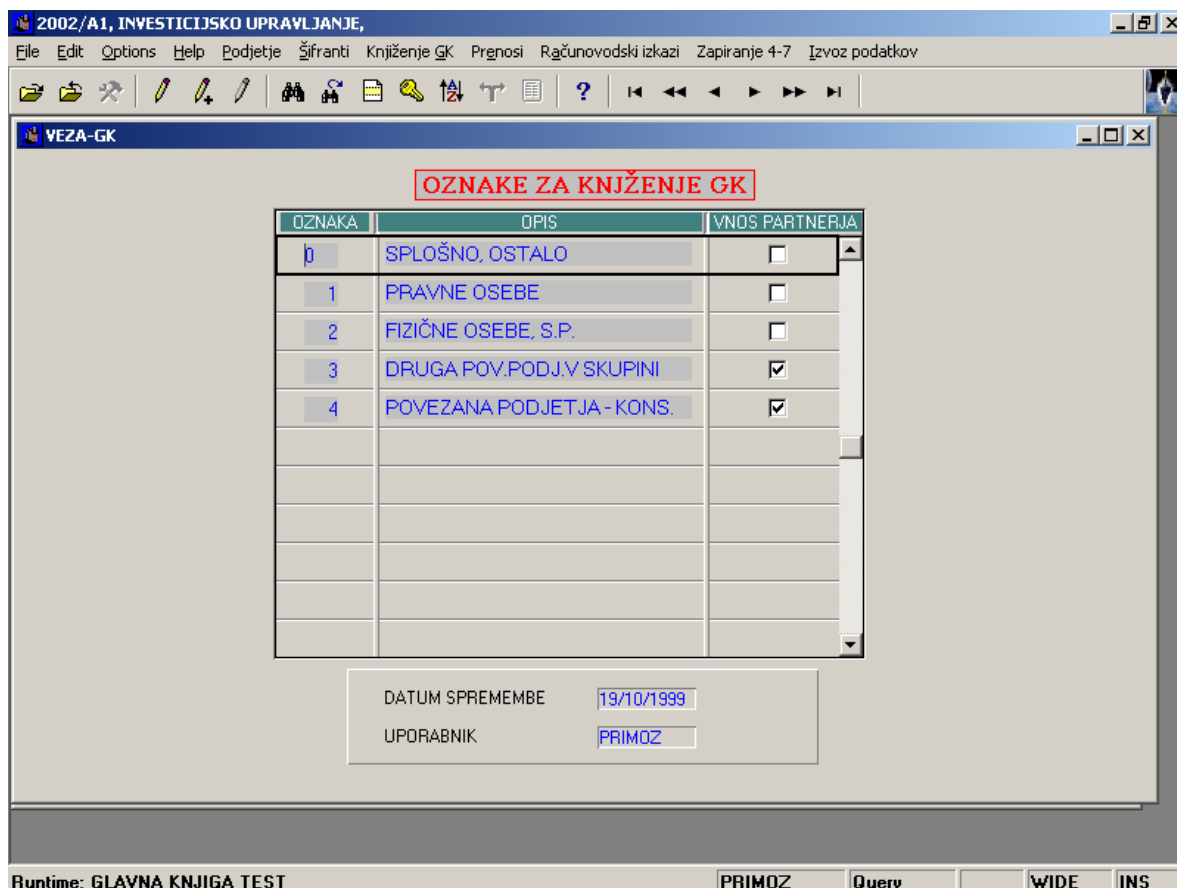 2002/A1, INVESTICIJSKO UPRAVLJANJE,
File Edit Options Help Podjetje Šifranti Knjiženje GK Prenosi Računovodski izkazi Zapiranje 4-7 Izvoz podatkov
VEZA-GK
OZNAKE ZA KNJŽENJE GK
OZNAKA OPIS VNOS PARTNERJA
0 SPLOŠNO, OSTALO
1 PRAVNE OSEBE
2 FIZIČNE OSEBE, S.P.
3 DRUGA POV.PODJ.V SKUPINI
4 POVEZANA PODJETJA - KONS.
DATUM SPREMEMBE 19/10/1999
UPORABNIK PRIMOZ
Runtime: GLAVNA KNJIGA TEST PRIMOZ Query WIDE INS